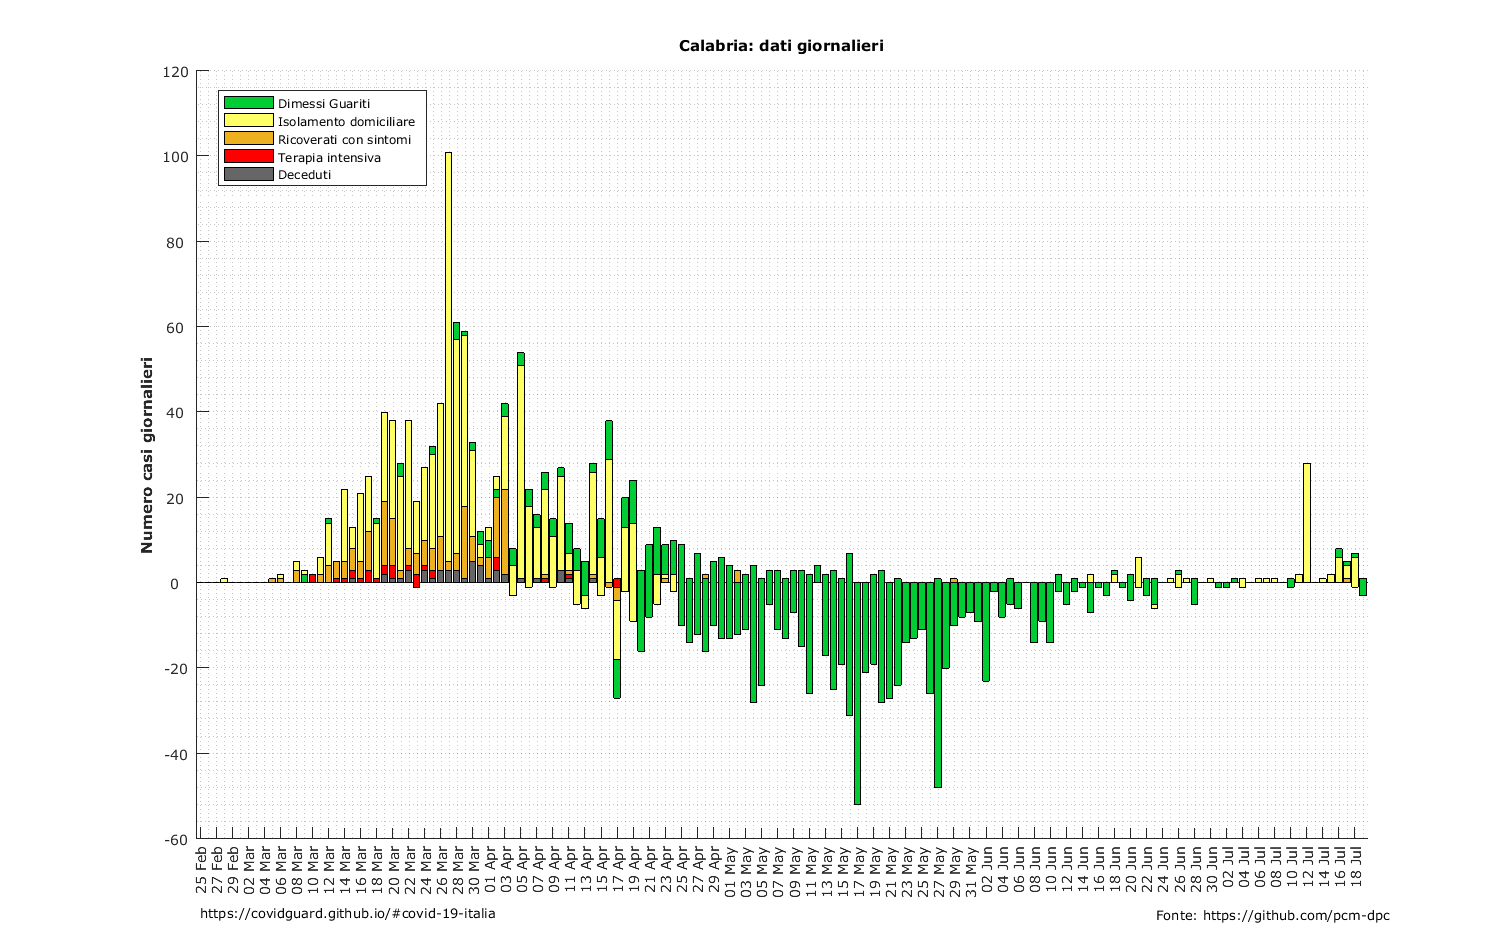 Calabria: dati giornalieri
Numero casi giornalieri
120
100
80
60
40
20
0
-20
-40
-60
Dimessi Guariti
Isolamento domiciliare
Ricoverati con sintomi
Terapia intensiva
Deceduti
25 Feb
27 Feb
29 Feb
02 Mar
04 Mar
06 Mar
08 Mar
10 Mar
12 Mar
14 Mar
16 Mar
18 Mar
20 Mar
22 Mar
24 Mar
26 Mar
28 Mar
30 Mar
01 Apr
03 Apr
05 Apr
07 Apr
09 Apr
11 Apr
13 Apr
15 Apr
17 Apr
19 Apr
21 Apr
23 Apr
25 Apr
27 Apr
29 Apr
01 May
03 May
05 May
07 May
09 May
11 May
13 May
15 May
17 May
19 May
21 May
23 May
25 May
27 May
29 May
31 May
02 Jun
04 Jun
06 Jun
08 Jun
10 Jun
12 Jun
14 Jun
16 Jun
18 Jun
20 Jun
22 Jun
24 Jun
26 Jun
28 Jun
30 Jun
02 Jul
04 Jul
06 Jul
08 Jul
10 Jul
12 Jul
14 Jul
16 Jul
18 Jul
https://covidguard.github.io/#covid-19-italia
Fonte: https://github.com/pcm-dpc